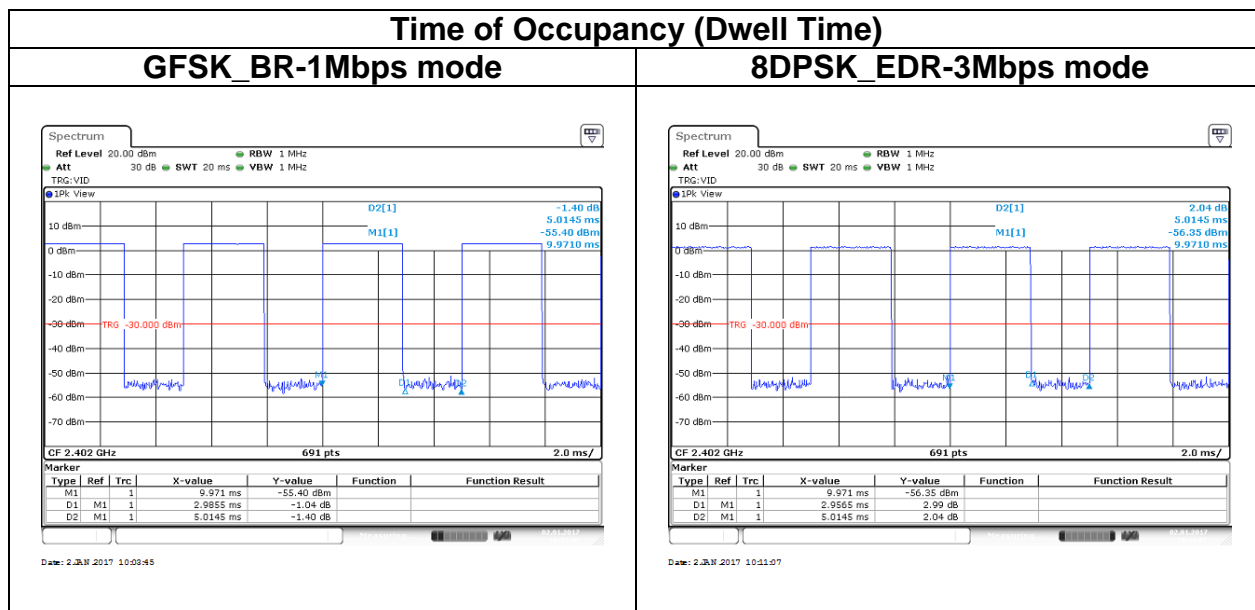 Time of Occupancy (Dwell Time)
GFSK_BR-1Mbps mode
8DPSK_EDR-3Mbps mode
Spectrum
Ref Level 20.00 dBm RBW 1 MHz
Att 30 dB SWT 20 ms VBW 1 MHz
TRG:VID
1Pk View
D2[1] -1.40 dB
5.0145 ms
M1[1] -55.40 dBm
9.9710 ms
10 dBm
0 dBm
-10 dBm
-20 dBm
-30 dBm TRG -30.000 dBm
-40 dBm
-50 dBm
M1
-60 dBm
-70 dBm
CF 2.402 GHz 691 pts 2.0 ms/
Marker
Type Ref Trc X-value Y-value Function Function Result
M1 1 9.971 ms -55.40 dBm
D1 M1 1 2.9855 ms -1.04 dB
D2 M1 1 5.0145 ms -1.40 dB
Date: 2.JAN.2017 10:03:45
Spectrum
Ref Level 20.00 dBm RBW 1 MHz
Att 30 dB SWT 20 ms VBW 1 MHz
TRG:VID
1Pk View
D2[1] 2.04 dB
5.0145 ms
M1[1] -56.35 dBm
9.9710 ms
10 dBm
0 dBm
-10 dBm
-20 dBm
-30 dBm TRG -30.000 dBm
-40 dBm
-50 dBm
M1 D1 D2
-60 dBm
-70 dBm
CF 2.402 GHz 691 pts 2.0 ms/
Marker
Type Ref Trc X-value Y-value Function Function Result
M1 1 9.971 ms -56.35 dBm
D1 M1 1 2.9565 ms 2.99 dB
D2 M1 1 5.0145 ms 2.04 dB
Date: 2.JAN.2017 10:11:07